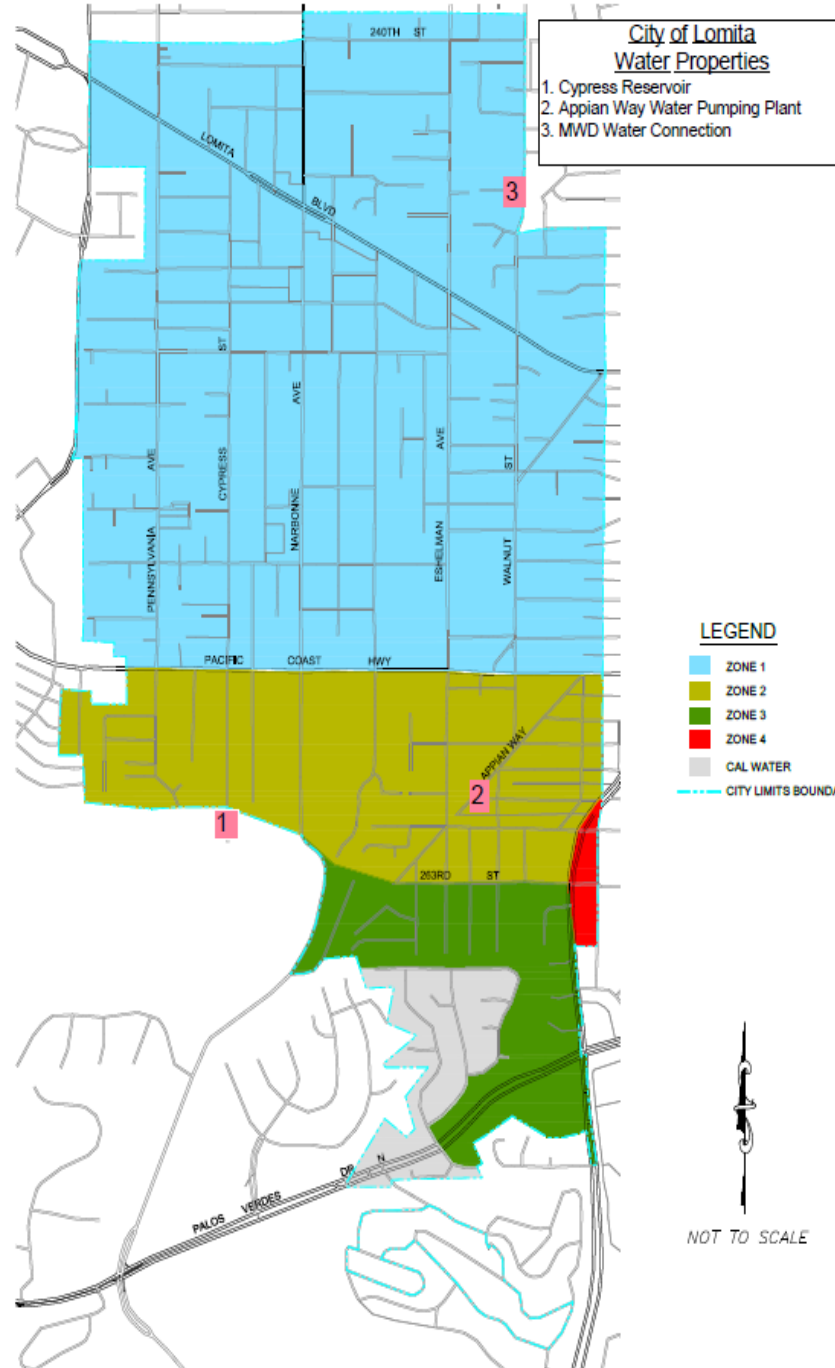 City of Lomita
Water Properties
1. Cypress Reservoir
2. Appian Way Water Pumping Plant
3. MWD Water Connection
240TH ST
LOMITA
BLVD
3
ST
AVE
AVE
AVE
ST
CYPRESS
PENNSYLVANIA
NARBONNE
ESHELMAN
WALNUT
PACIFIC COAST HWY
LEGEND
ZONE 1
ZONE 2
ZONE 3
ZONE 4
CAL WATER
CITY LIMITS BOUNDA
APPIAN WAY
2
1
263RD ST
PALOS VERDES DR N
NOT TO SCALE